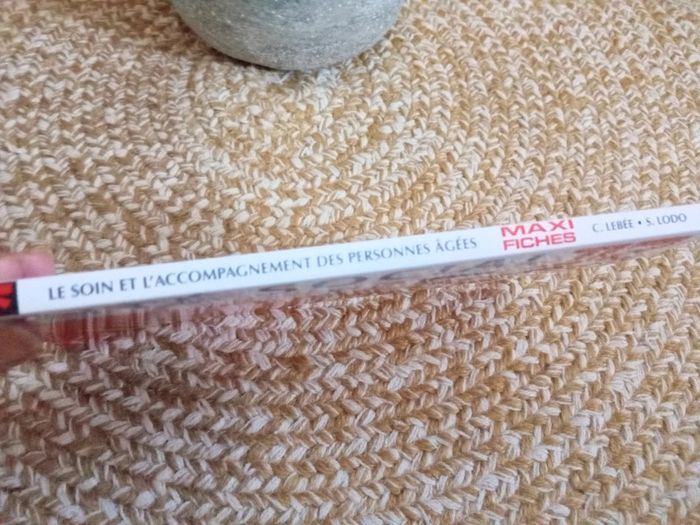 LE SOIN ET L'ACCOMPAGNEMENT DES PERSONNES ÂGÉES
MAXI
FICHES
C. LEBÉE • S. LODO